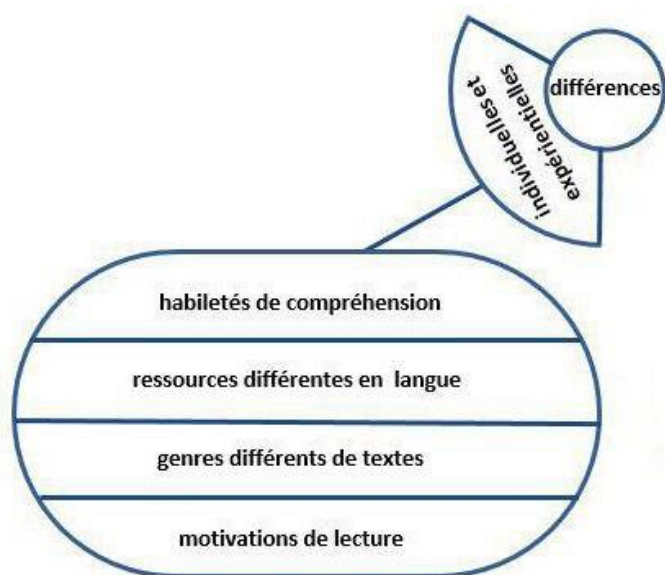 différences
individuelles et
expérientielles
habiletés de compréhension
ressources différentes en langue
genres différents de textes
motivations de lecture